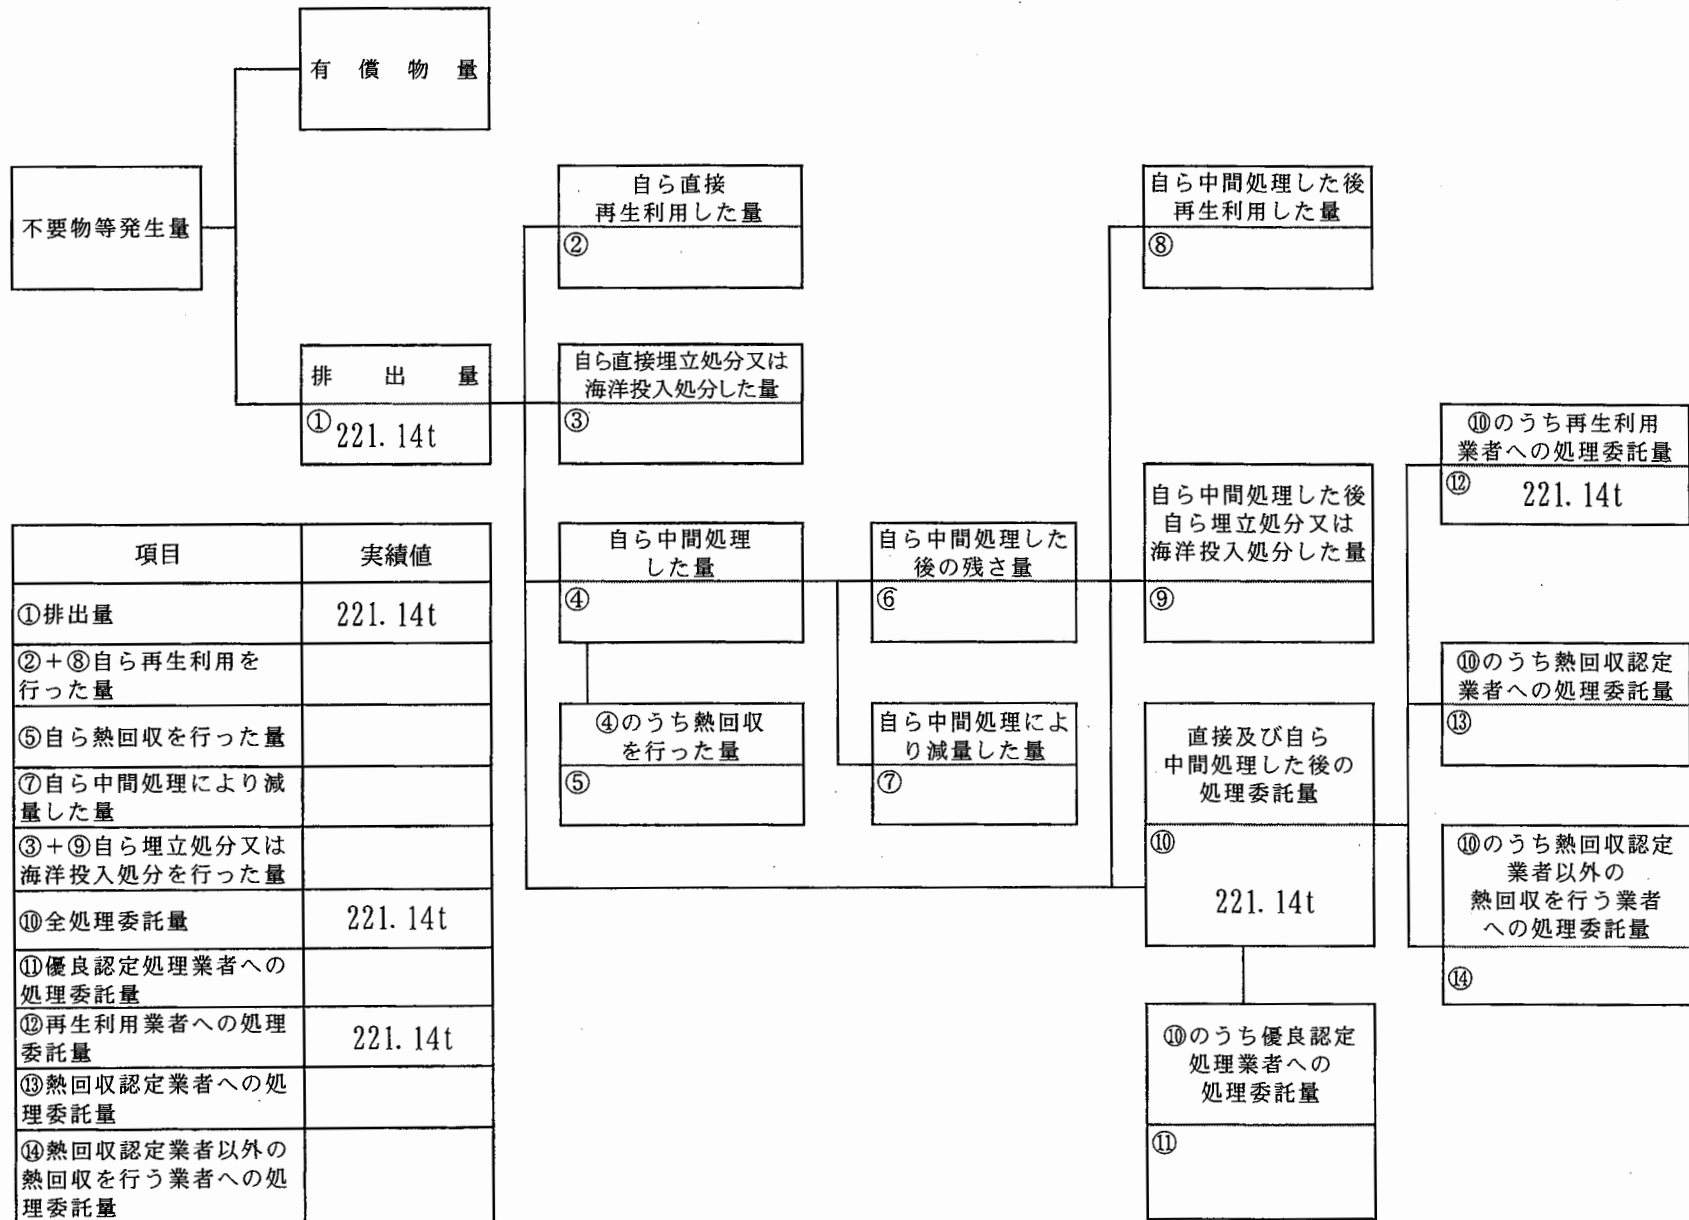 有償物量
不要物等発生量
自ら直接
再生利用した量
②
自ら中間処理した後
再生利用した量
⑧
排出量
① 221.14t
自ら直接埋立処分又は
海洋投入処分した量
③
⑩のうち再生利用
業者への処理委託量
⑫ 221.14t
自ら中間処理
した量
④
自ら中間処理した
後の残さ量
⑥
自ら中間処理した後
自ら埋立処分又は
海洋投入処分した量
⑨
④のうち熱回収
を行った量
⑤
自ら中間処理によ
り減量した量
⑦
直接及び自ら
中間処理した後の
処理委託量
⑩
221.14t
⑩のうち熱回収認定
業者への処理委託量
⑬
⑩のうち熱回収認定
業者以外の
熱回収を行う業者
への処理委託量
⑭
⑩のうち優良認定
処理業者への
処理委託量
⑪
項目 実績値
①排出量 221.14t
②+⑧自ら再生利用を
行った量
⑤自ら熱回収を行った量
⑦自ら中間処理により減
量した量
③+⑨自ら埋立処分又は
海洋投入処分を行った量
⑩全処理委託量 221.14t
⑪優良認定処理業者への
処理委託量
⑫再生利用業者への処理
委託量 221.14t
⑬熱回収認定業者への処
理委託量
⑭熱回収認定業者以外の
熱回収を行う業者への処
理委託量